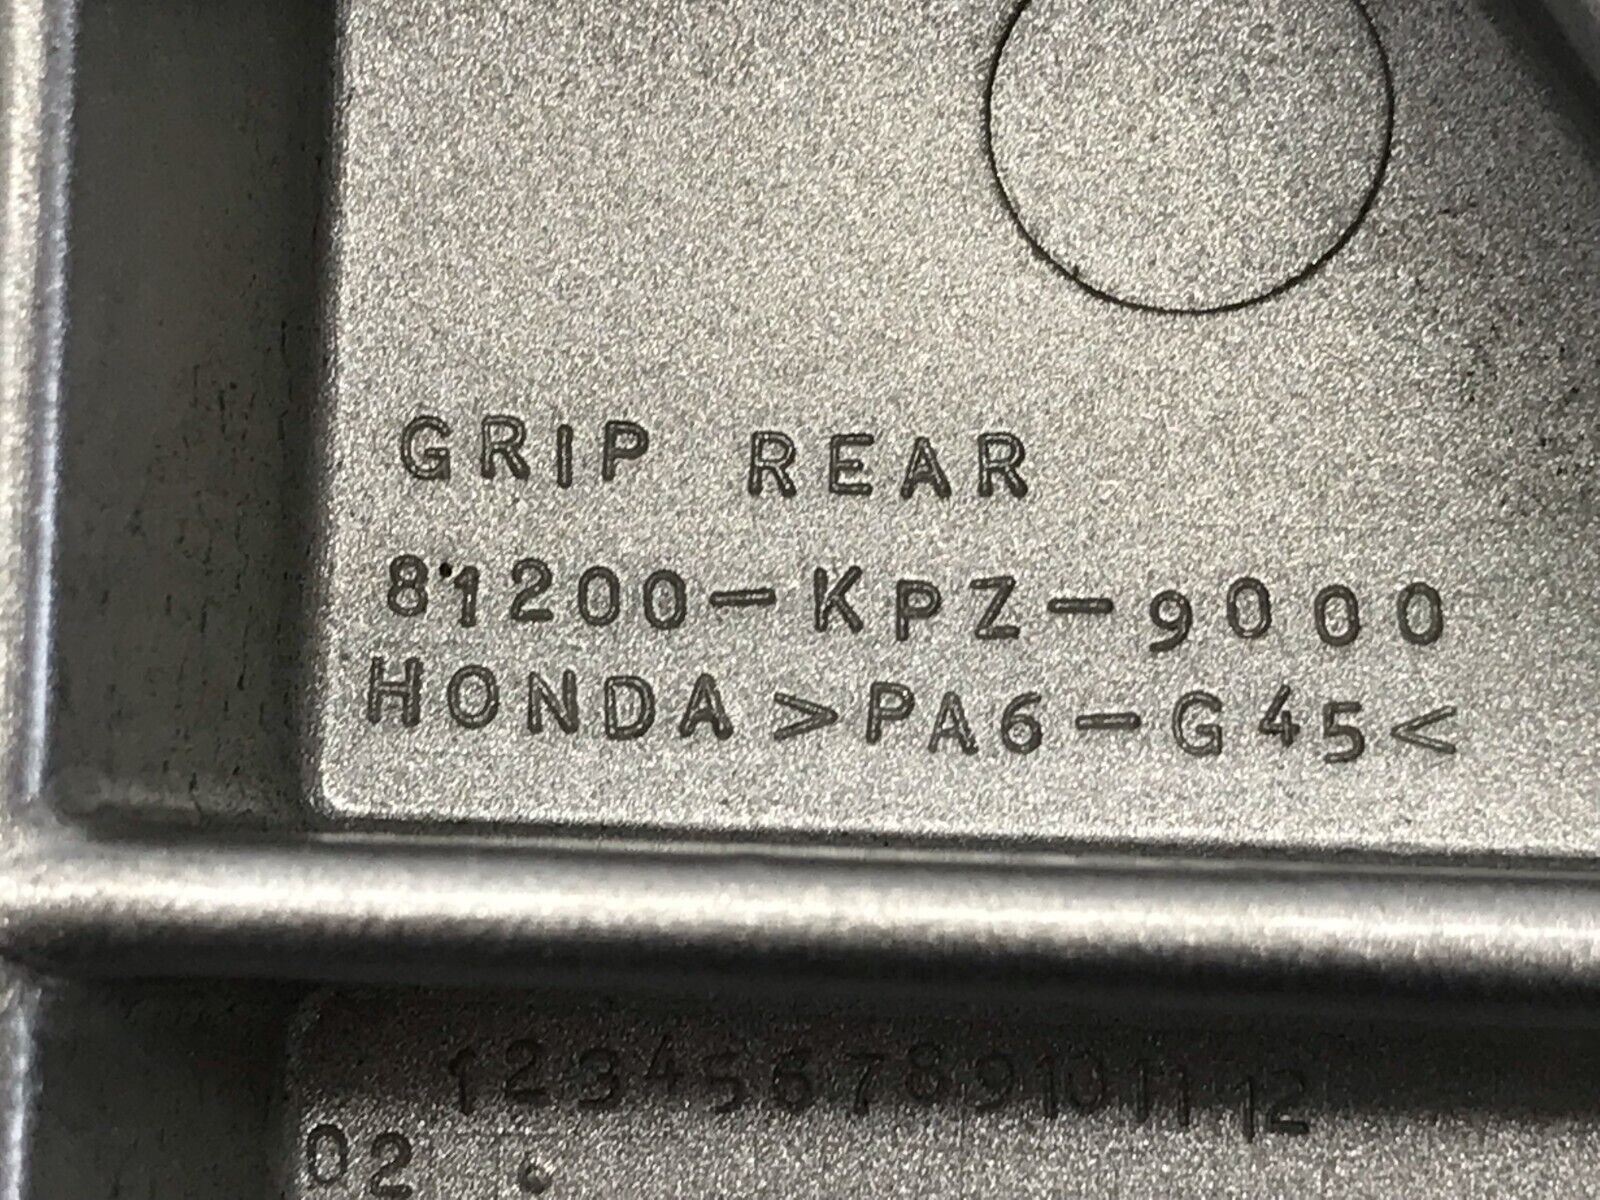 GRIP REAR
81200-KPZ-9000
HONDA >PA6-G45<
1 2 3 4 5 6 7 8 9 10 11 12
02